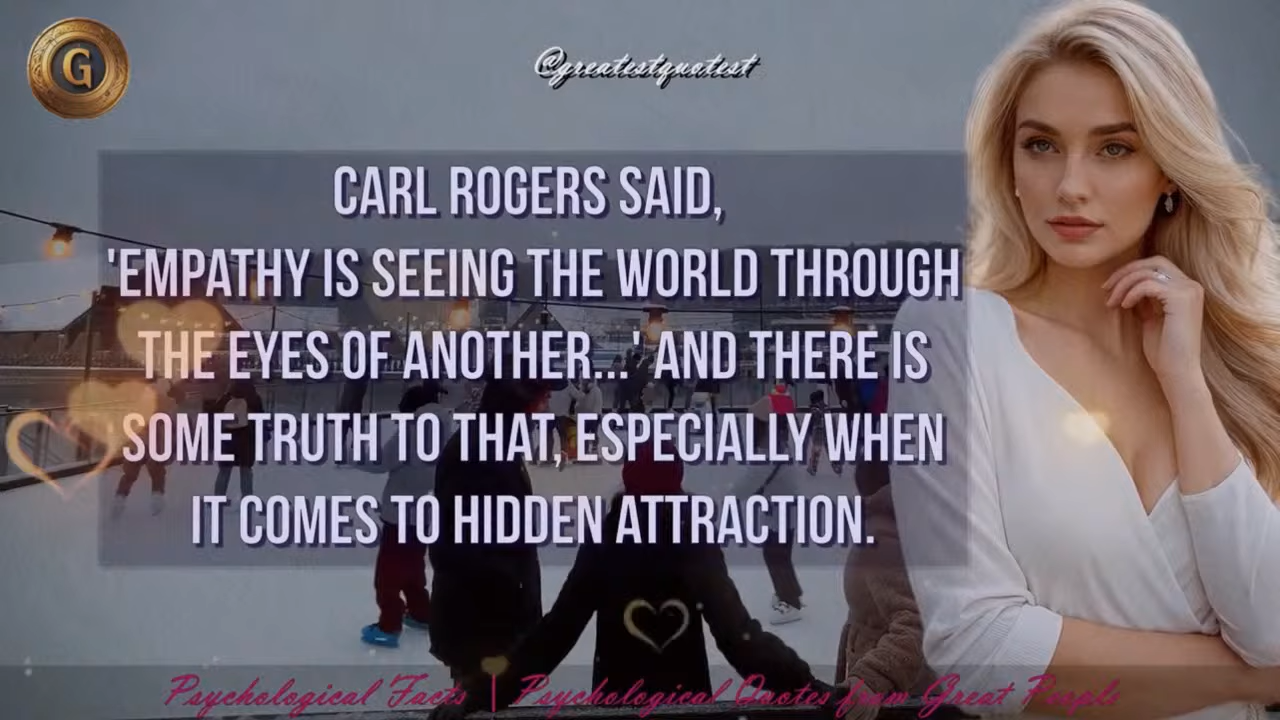 G
@greatestquotest
CARL ROGERS SAID,
'EMPATHY IS SEEING THE WORLD THROUGH
THE EYES OF ANOTHER...' AND THERE IS
SOME TRUTH TO THAT, ESPECIALLY WHEN
IT COMES TO HIDDEN ATTRACTION.
Psychological Facts | Psychological Quotes from Great People